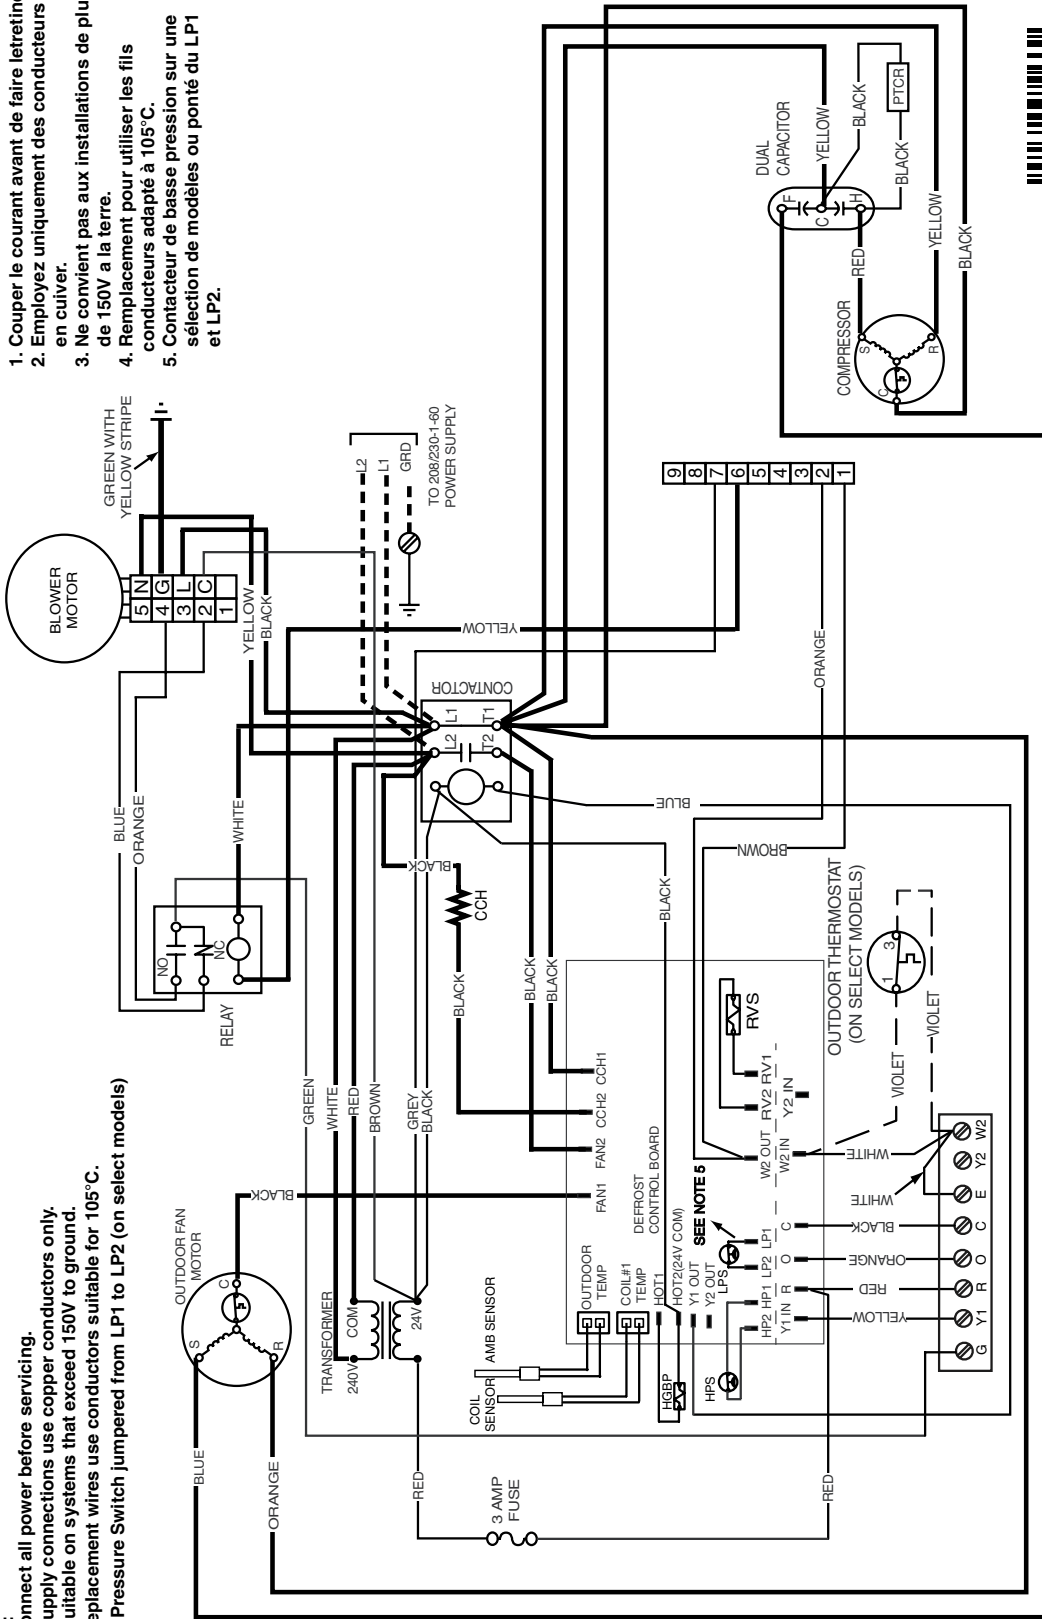 onnect all power before servicing.
upply connections use copper conductors only.
uitable on systems that exceed 150V to ground.
eplacement wires use conductors suitable for 105°C.
Pressure Switch jumpered from LP1 to LP2 (on select models)
1. Couper le courant avant de faire letretin
2. Employez uniquement des conducteurs
en cuiver.
3. Ne convient pas aux installations de plu
de 150V a la terre.
4. Remplacement pour utiliser les fils
conducteurs adapté à 105°C.
5. Contacteur de basse pression sur une
sélection de modèles ou ponté du LP1
et LP2.
BLOWER
MOTOR
5 N
4 G
3 L
2 C
1
GREEN WITH
YELLOW STRIPE
YELLOW
BLACK
BLUE
ORANGE
WHITE
NO
NC
RELAY
L2
L1
GRD
TO 208/230-1-60
POWER SUPPLY
CONTACTOR
L1
T1
L2
T2
YELLOW
9
8
7
6
5
4
3
2
1
DUAL
CAPACITOR
F
C
H
YELLOW
BLACK
PTCR
BLACK
RED
YELLOW
BLACK
COMPRESSOR
S
C
R
GREEN
WHITE
RED
BROWN
GREY
BLACK
BLACK
CCH
BLACK
BLACK
BLACK
BLACK
BLUE
BROWN
ORANGE
OUTDOOR FAN
MOTOR
S
C
R
BLACK
BLUE
ORANGE
TRANSFORMER
240V
COM
24V
RED
3 AMP
FUSE
RED
COIL
SENSOR
AMB SENSOR
OUTDOOR
TEMP
COIL#1
TEMP
DEFROST
CONTROL BOARD
FAN1
FAN2
CCH2
CCH1
HOT1
HOT2(24V COM)
Y1 OUT
Y2 OUT
HGBP
HPS
LPS
SEE NOTE 5
HP2
HP1
LP2
LP1
Y1 IN
R
O
C
W2 OUT
W2 IN
RV2
RV1
Y2 IN
RVS
OUTDOOR THERMOSTAT
(ON SELECT MODELS)
1
3
VIOLET
VIOLET
WHITE
WHITE
BLACK
ORANGE
RED
YELLOW
G
Y1
R
O
C
E
Y2
W2